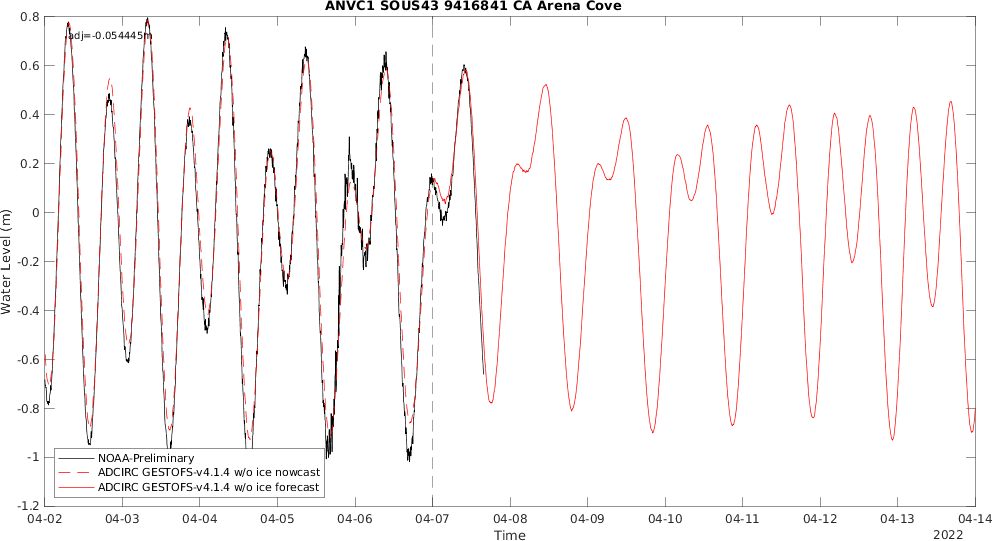 ANVC1 SOUS43 9416841 CA Arena Cove
adj=-0.054445m
Water Level (m)
0.8
0.6
0.4
0.2
0
-0.2
-0.4
-0.6
-0.8
-1
-1.2
NOAA-Preliminary
ADCIRC GESTOFS-v4.1.4 w/o ice nowcast
ADCIRC GESTOFS-v4.1.4 w/o ice forecast
04-02 04-03 04-04 04-05 04-06 04-07 04-08 04-09 04-10 04-11 04-12 04-13 04-14
Time
2022